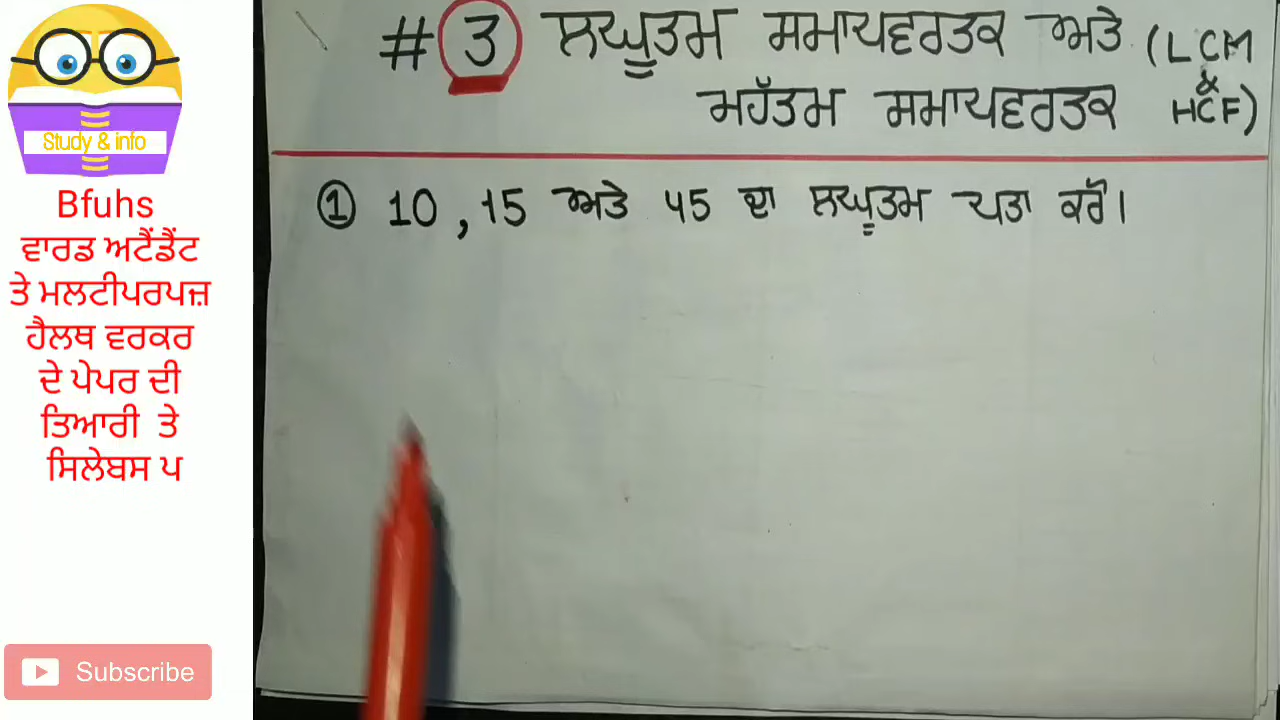 Study & info
Bfuhs
ਵਾਰਡ ਅਟੈਂਡੈਂਟ
ਤੇ ਮਲਟੀਪਰਪਜ਼
ਹੈਲਥ ਵਰਕਰ
ਦੇ ਪੇਪਰ ਦੀ
ਤਿਆਰੀ ਤੇ
ਸਿਲੇਬਸ ਪ
Subscribe
# ੩ ਲਘੂਤਮ ਸਮਾਪਵਰਤਕ ਅਤੇ (LCM
&
ਮਹੱਤਮ ਸਮਾਪਵਰਤਕ HCF)
① 10, 15 ਅਤੇ 45 ਦਾ ਲਘੂਤਮ ਪਤਾ ਕਰੋ।